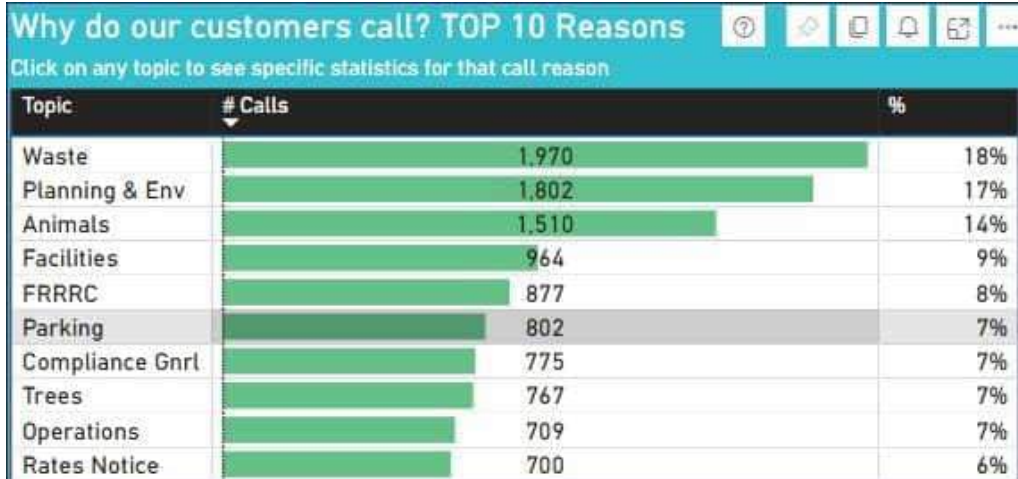 Why do our customers call? TOP 10 Reasons
Click on any topic to see specific statistics for that call reason
Topic # Calls %
Waste 1,970 18%
Planning & Env 1,802 17%
Animals 1,510 14%
Facilities 964 9%
FRRRC 877 8%
Parking 802 7%
Compliance Gnrl 775 7%
Trees 767 7%
Operations 709 7%
Rates Notice 700 6%